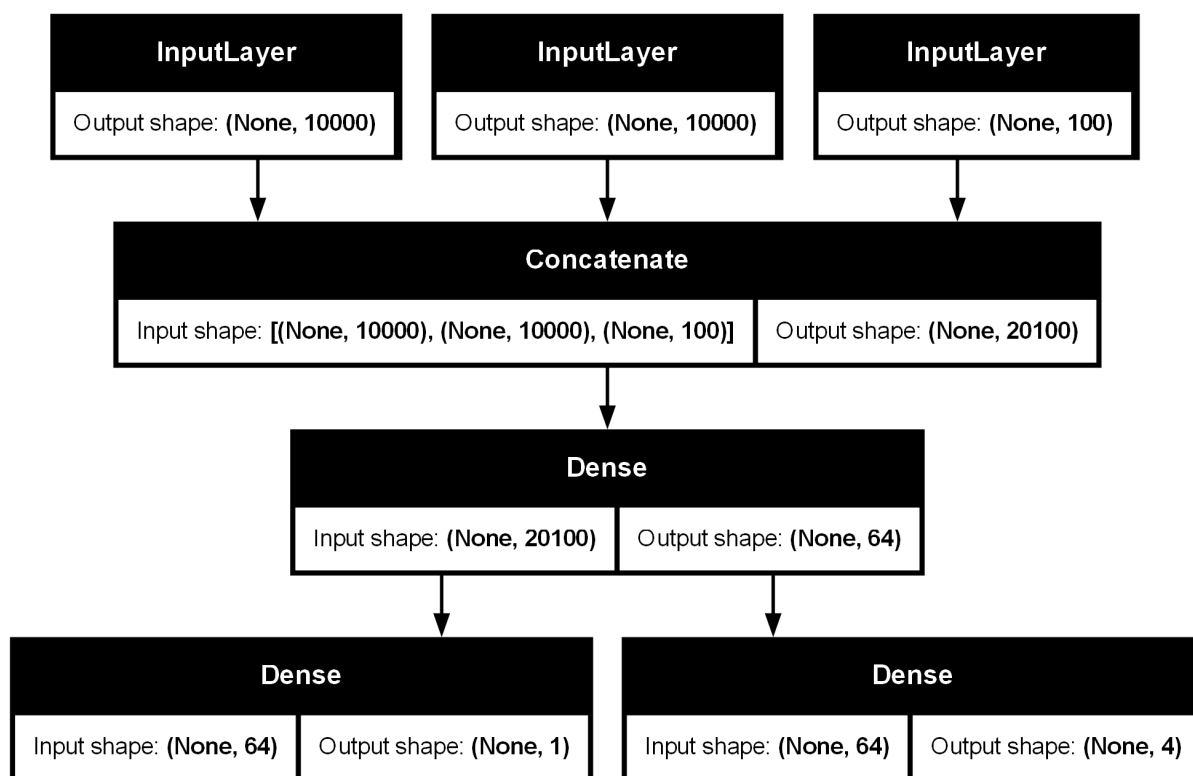 InputLayer
Output shape: (None, 10000)
InputLayer
Output shape: (None, 10000)
InputLayer
Output shape: (None, 100)
Concatenate
Input shape: [(None, 10000), (None, 10000), (None, 100)]
Output shape: (None, 20100)
Dense
Input shape: (None, 20100)
Output shape: (None, 64)
Dense
Input shape: (None, 64)
Output shape: (None, 1)
Dense
Input shape: (None, 64)
Output shape: (None, 4)